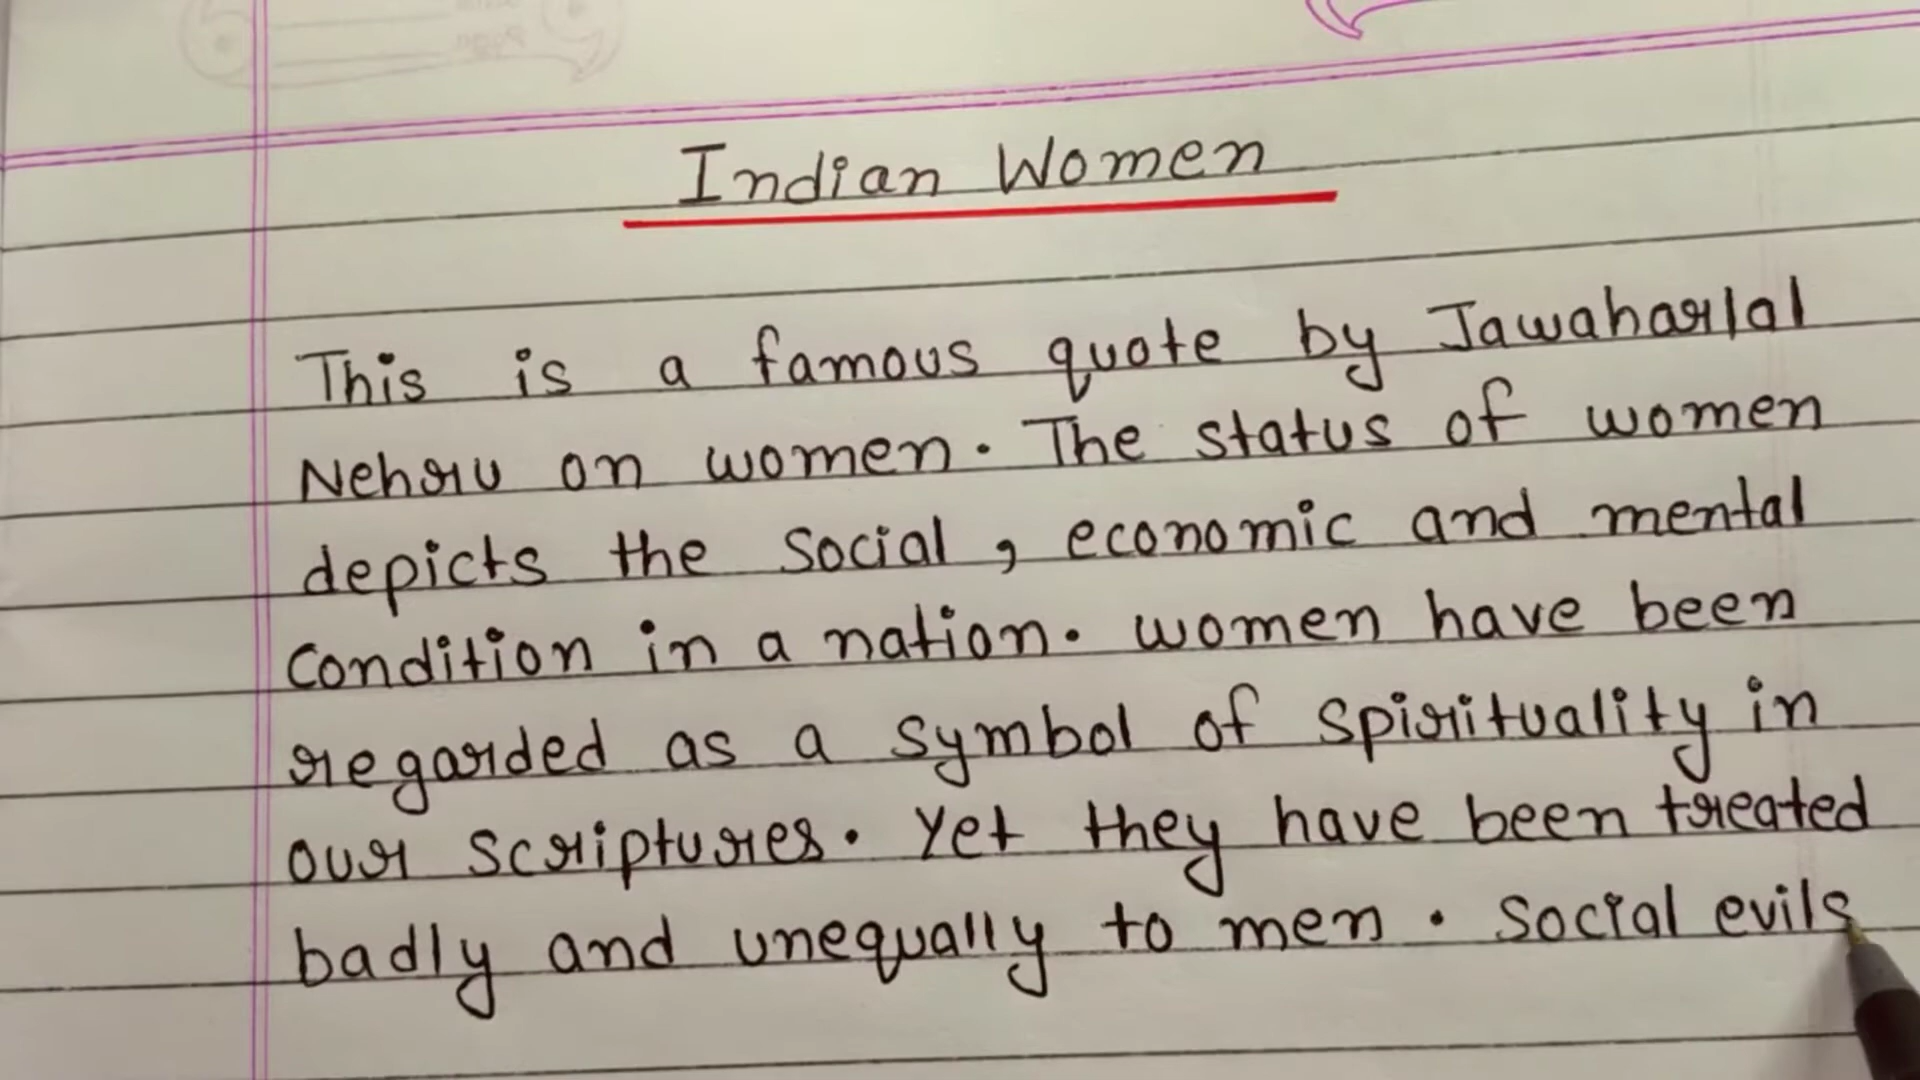 Indian Women
This is a famous quote by Jawaharlal
Nehru on women. The status of women
depicts the Social, economic and mental
Condition in a nation. women have been
regarded as a symbol of spirituality in
our scriptures. Yet they have been treated
badly and unequally to men. Social evils